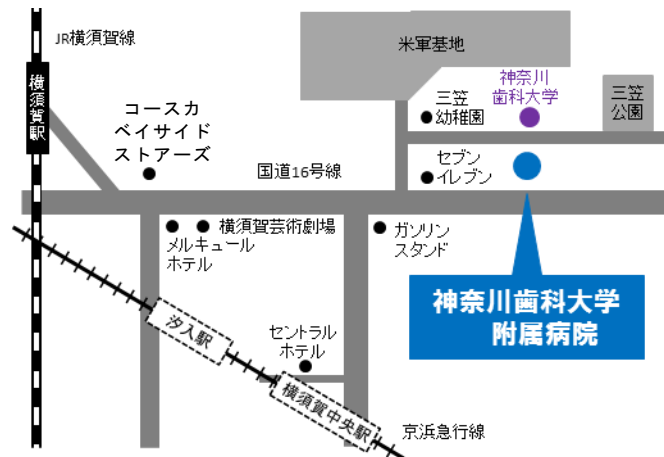 JR横須賀線
横須賀駅
米軍基地
神奈川
歯科大学
三笠
公園
三笠
幼稚園
コースカ
ベイサイド
ストアーズ
セブン
イレブン
国道16号線
横須賀芸術劇場
メルキュール
ホテル
ガソリン
スタンド
神奈川歯科大学
附属病院
汐入駅
セントラル
ホテル
横須賀中央駅
京浜急行線